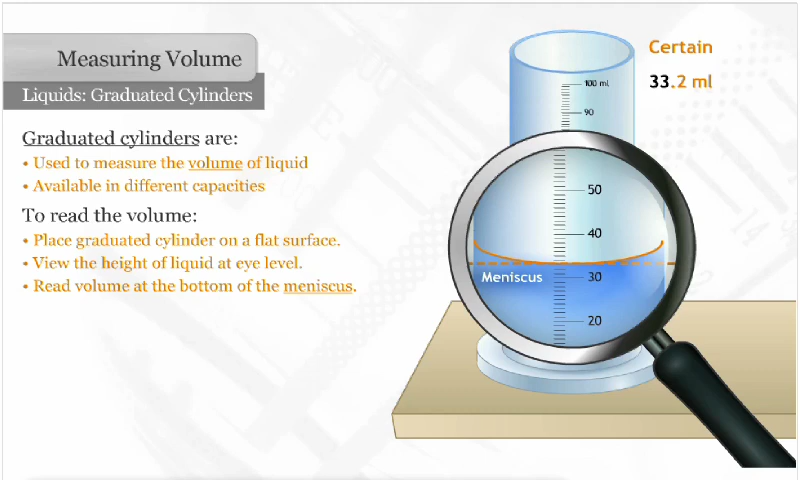 Measuring Volume
Liquids: Graduated Cylinders
Graduated cylinders are:
• Used to measure the volume of liquid
• Available in different capacities
To read the volume:
• Place graduated cylinder on a flat surface.
• View the height of liquid at eye level.
• Read volume at the bottom of the meniscus.
Certain
33.2 ml
100 ml
90
50
40
Meniscus
30
20